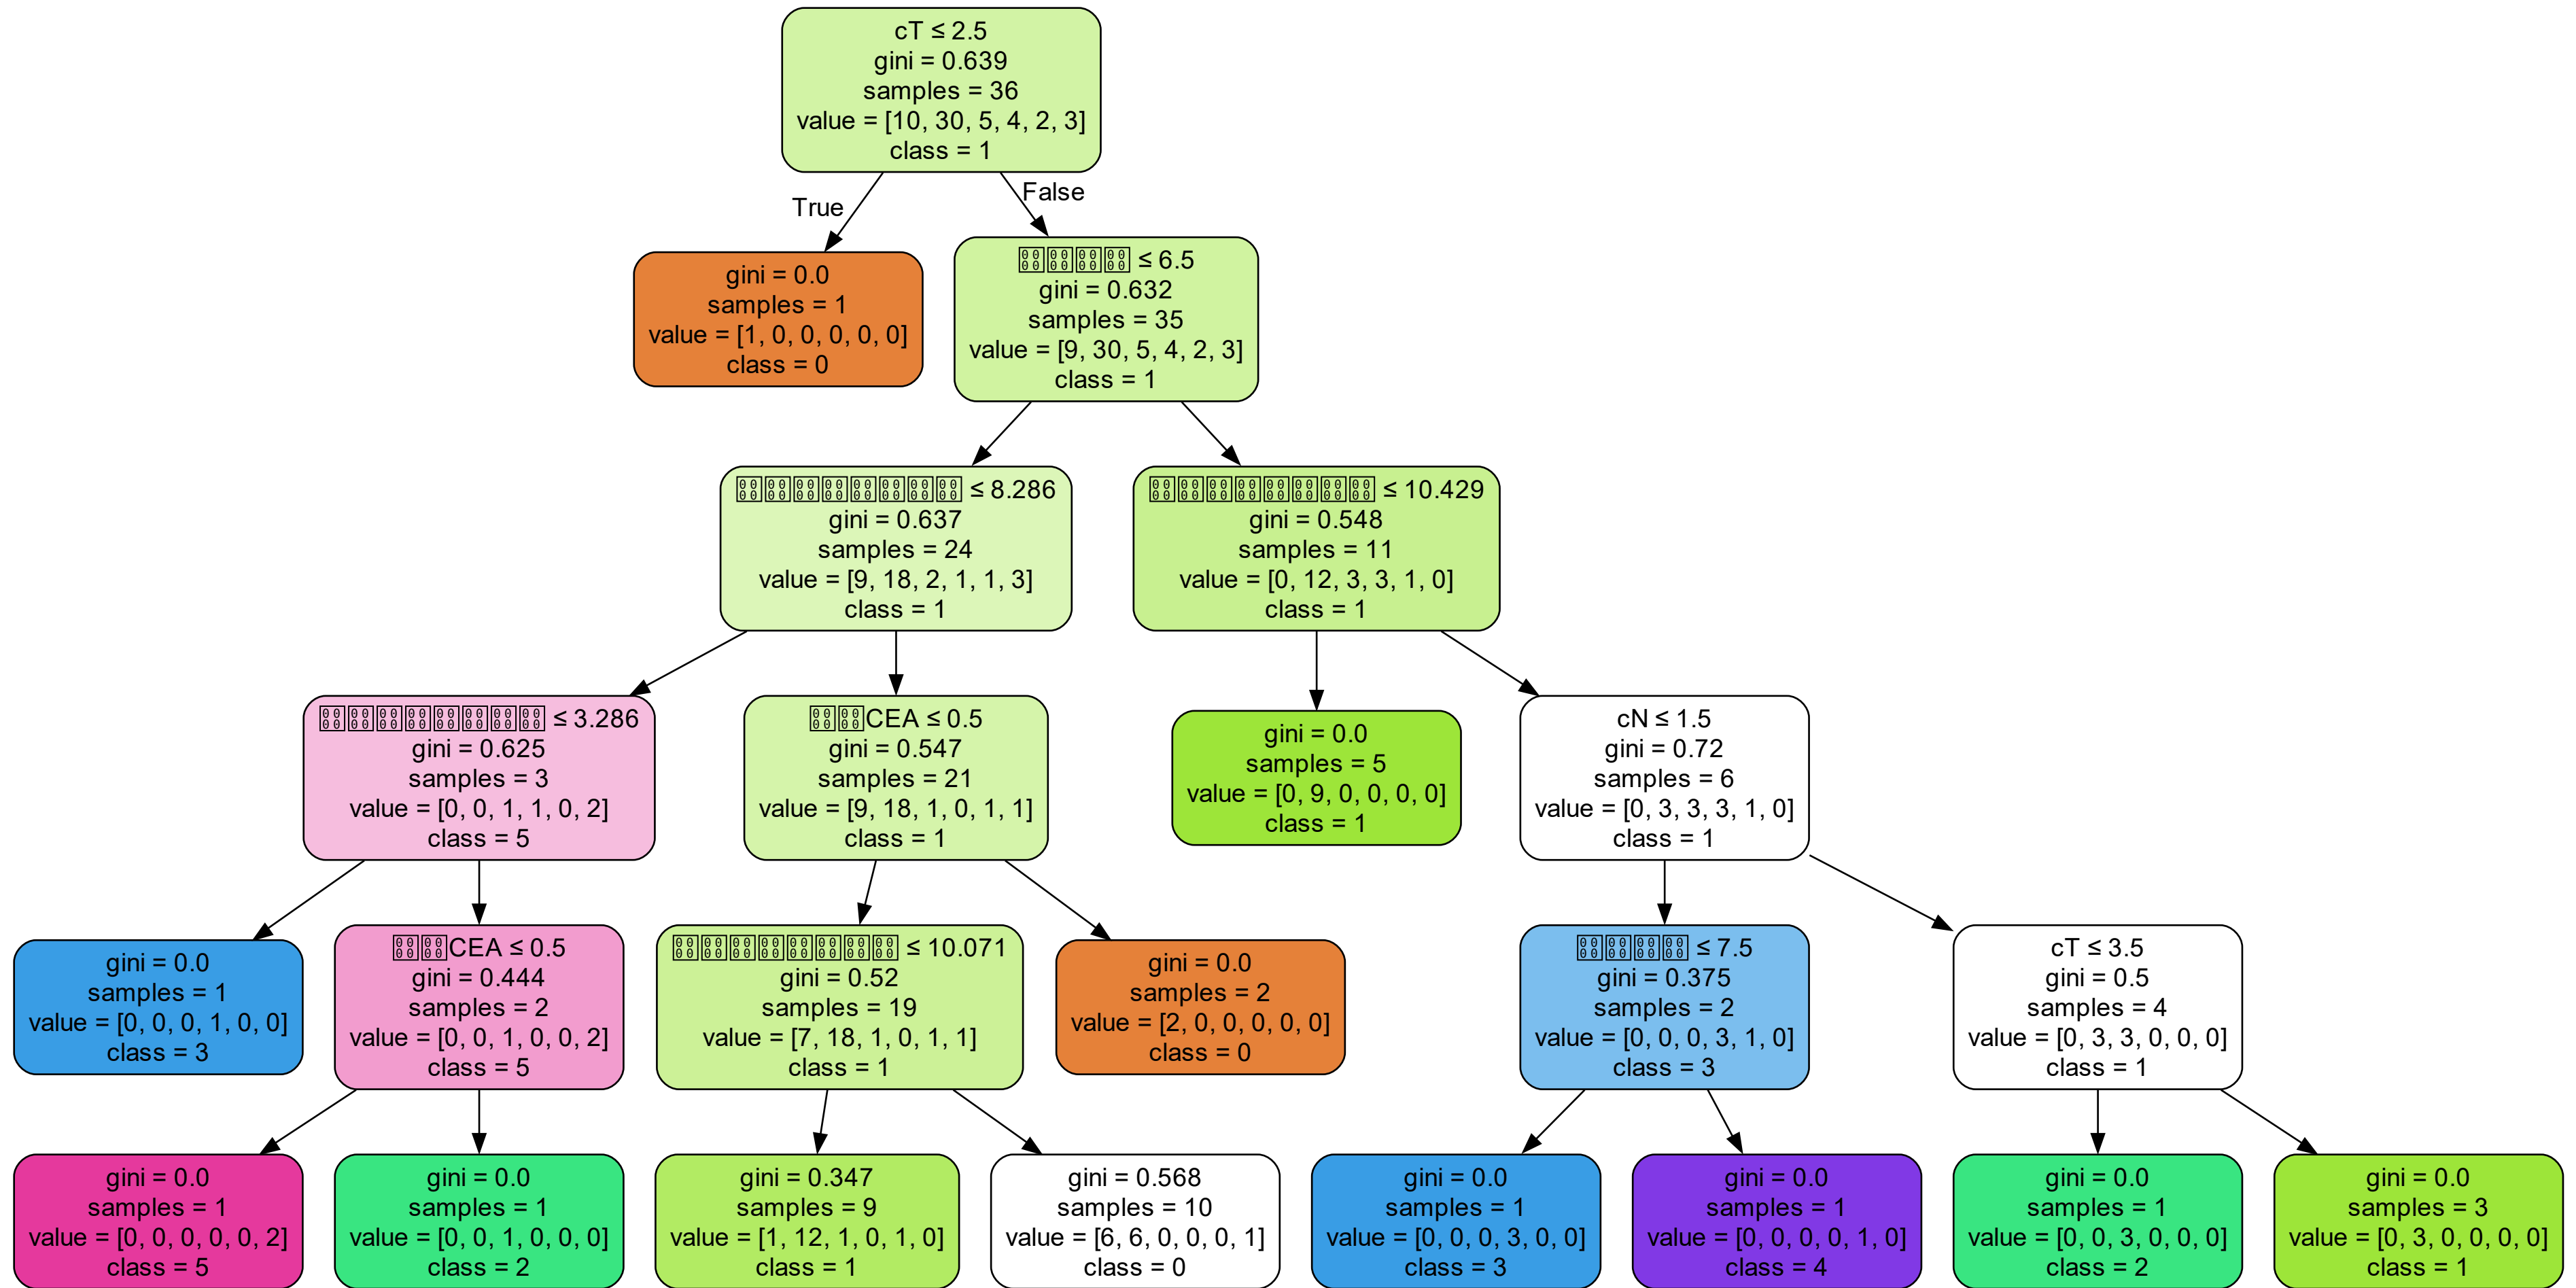 cT ≤ 2.5
gini = 0.639
samples = 36
value = [10, 30, 5, 4, 2, 3]
class = 1
True
False
gini = 0.0
samples = 1
value = [1, 0, 0, 0, 0, 0]
class = 0
≤ 6.5
gini = 0.632
samples = 35
value = [9, 30, 5, 4, 2, 3]
class = 1
≤ 8.286
gini = 0.637
samples = 24
value = [9, 18, 2, 1, 1, 3]
class = 1
≤ 10.429
gini = 0.548
samples = 11
value = [0, 12, 3, 3, 1, 0]
class = 1
≤ 3.286
gini = 0.625
samples = 3
value = [0, 0, 1, 1, 0, 2]
class = 5
CEA ≤ 0.5
gini = 0.547
samples = 21
value = [9, 18, 1, 0, 1, 1]
class = 1
gini = 0.0
samples = 5
value = [0, 9, 0, 0, 0, 0]
class = 1
cN ≤ 1.5
gini = 0.72
samples = 6
value = [0, 3, 3, 3, 1, 0]
class = 1
gini = 0.0
samples = 1
value = [0, 0, 0, 1, 0, 0]
class = 3
CEA ≤ 0.5
gini = 0.444
samples = 2
value = [0, 0, 1, 0, 0, 2]
class = 5
≤ 10.071
gini = 0.52
samples = 19
value = [7, 18, 1, 0, 1, 1]
class = 1
gini = 0.0
samples = 2
value = [2, 0, 0, 0, 0, 0]
class = 0
≤ 7.5
gini = 0.375
samples = 2
value = [0, 0, 0, 3, 1, 0]
class = 3
cT ≤ 3.5
gini = 0.5
samples = 4
value = [0, 3, 3, 0, 0, 0]
class = 1
gini = 0.0
samples = 1
value = [0, 0, 0, 0, 0, 2]
class = 5
gini = 0.0
samples = 1
value = [0, 0, 1, 0, 0, 0]
class = 2
gini = 0.347
samples = 9
value = [1, 12, 1, 0, 1, 0]
class = 1
gini = 0.568
samples = 10
value = [6, 6, 0, 0, 0, 1]
class = 0
gini = 0.0
samples = 1
value = [0, 0, 0, 3, 0, 0]
class = 3
gini = 0.0
samples = 1
value = [0, 0, 0, 0, 1, 0]
class = 4
gini = 0.0
samples = 1
value = [0, 0, 3, 0, 0, 0]
class = 2
gini = 0.0
samples = 3
value = [0, 3, 0, 0, 0, 0]
class = 1